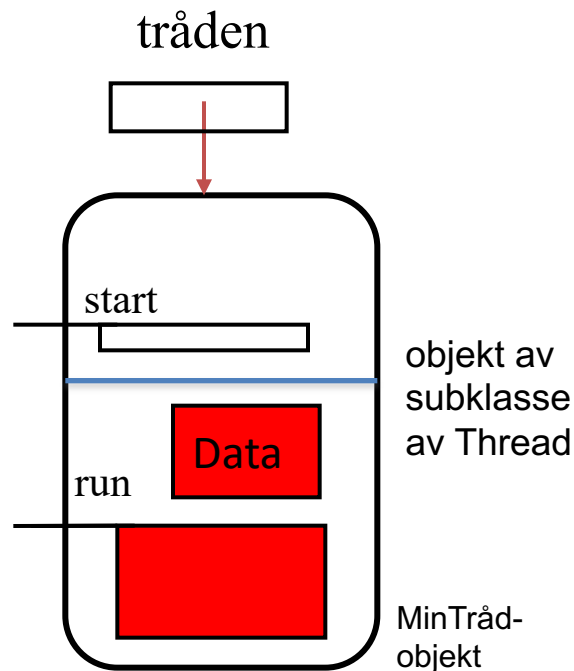 tråden
start
objekt av
subklasse
av Thread
Data
run
MinTråd-
objekt